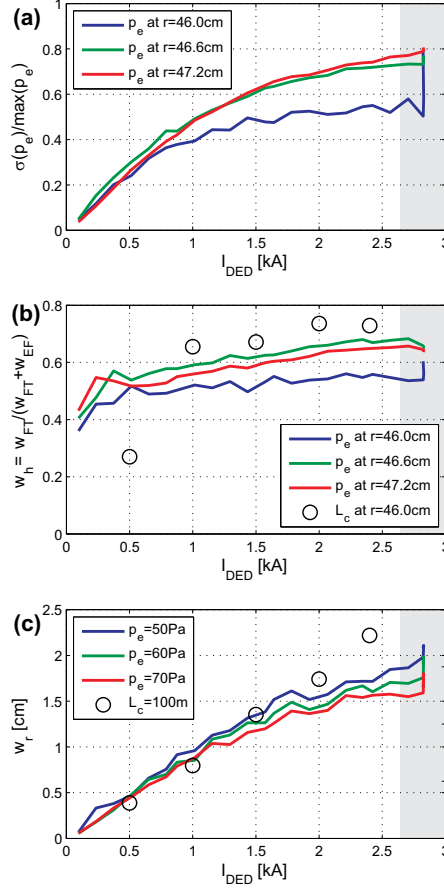 (a)
p_e at r=46.0cm
p_e at r=46.6cm
p_e at r=47.2cm
σ(p_e)/max(p_e)
1
0.8
0.6
0.4
0.2
0
0 0.5 1 1.5 2 2.5 3
I_DED [kA]
(b)
w_h = w_FT/(w_FT+w_EF)
0.8
0.6
0.4
0.2
0
p_e at r=46.0cm
p_e at r=46.6cm
p_e at r=47.2cm
L_c at r=46.0cm
0 0.5 1 1.5 2 2.5 3
I_DED [kA]
(c)
p_e=50Pa
p_e=60Pa
p_e=70Pa
L_c=100m
w_r [cm]
2.5
2
1.5
1
0.5
0
0 0.5 1 1.5 2 2.5 3
I_DED [kA]